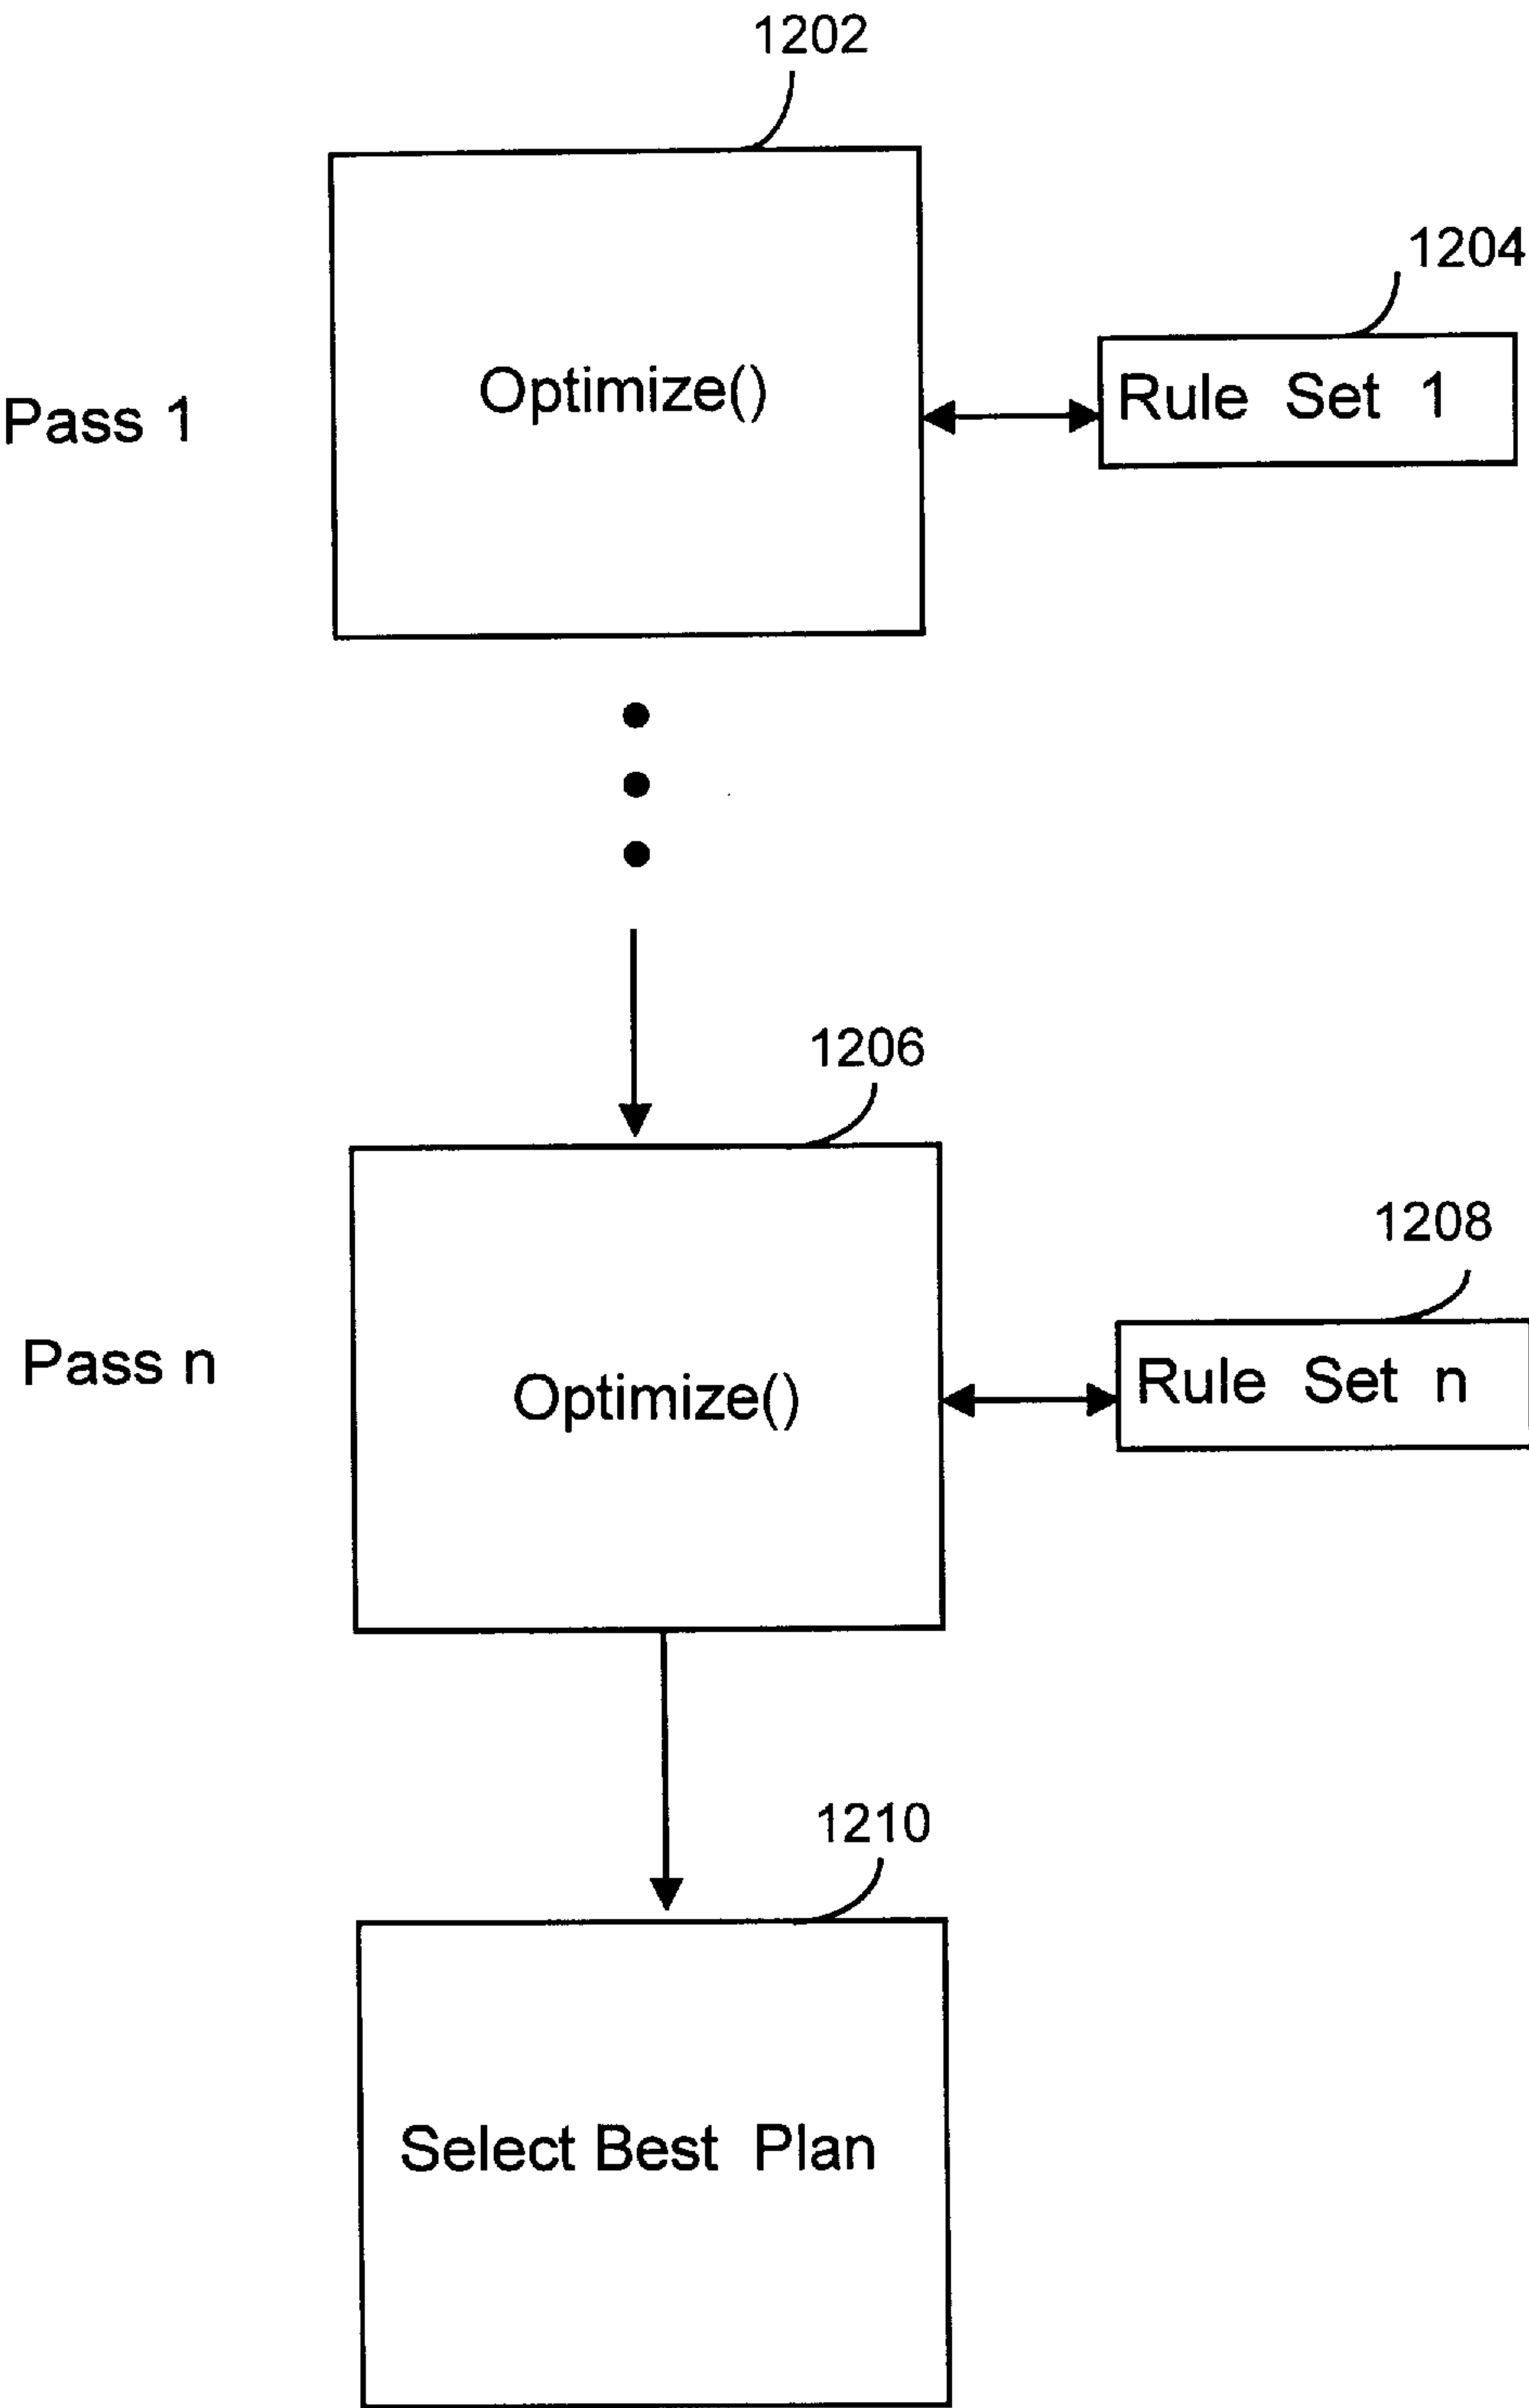 1202
1204
Optimize()
Rule Set 1
Pass 1
1206
1208
Pass n
Optimize()
Rule Set n
1210
Select Best Plan